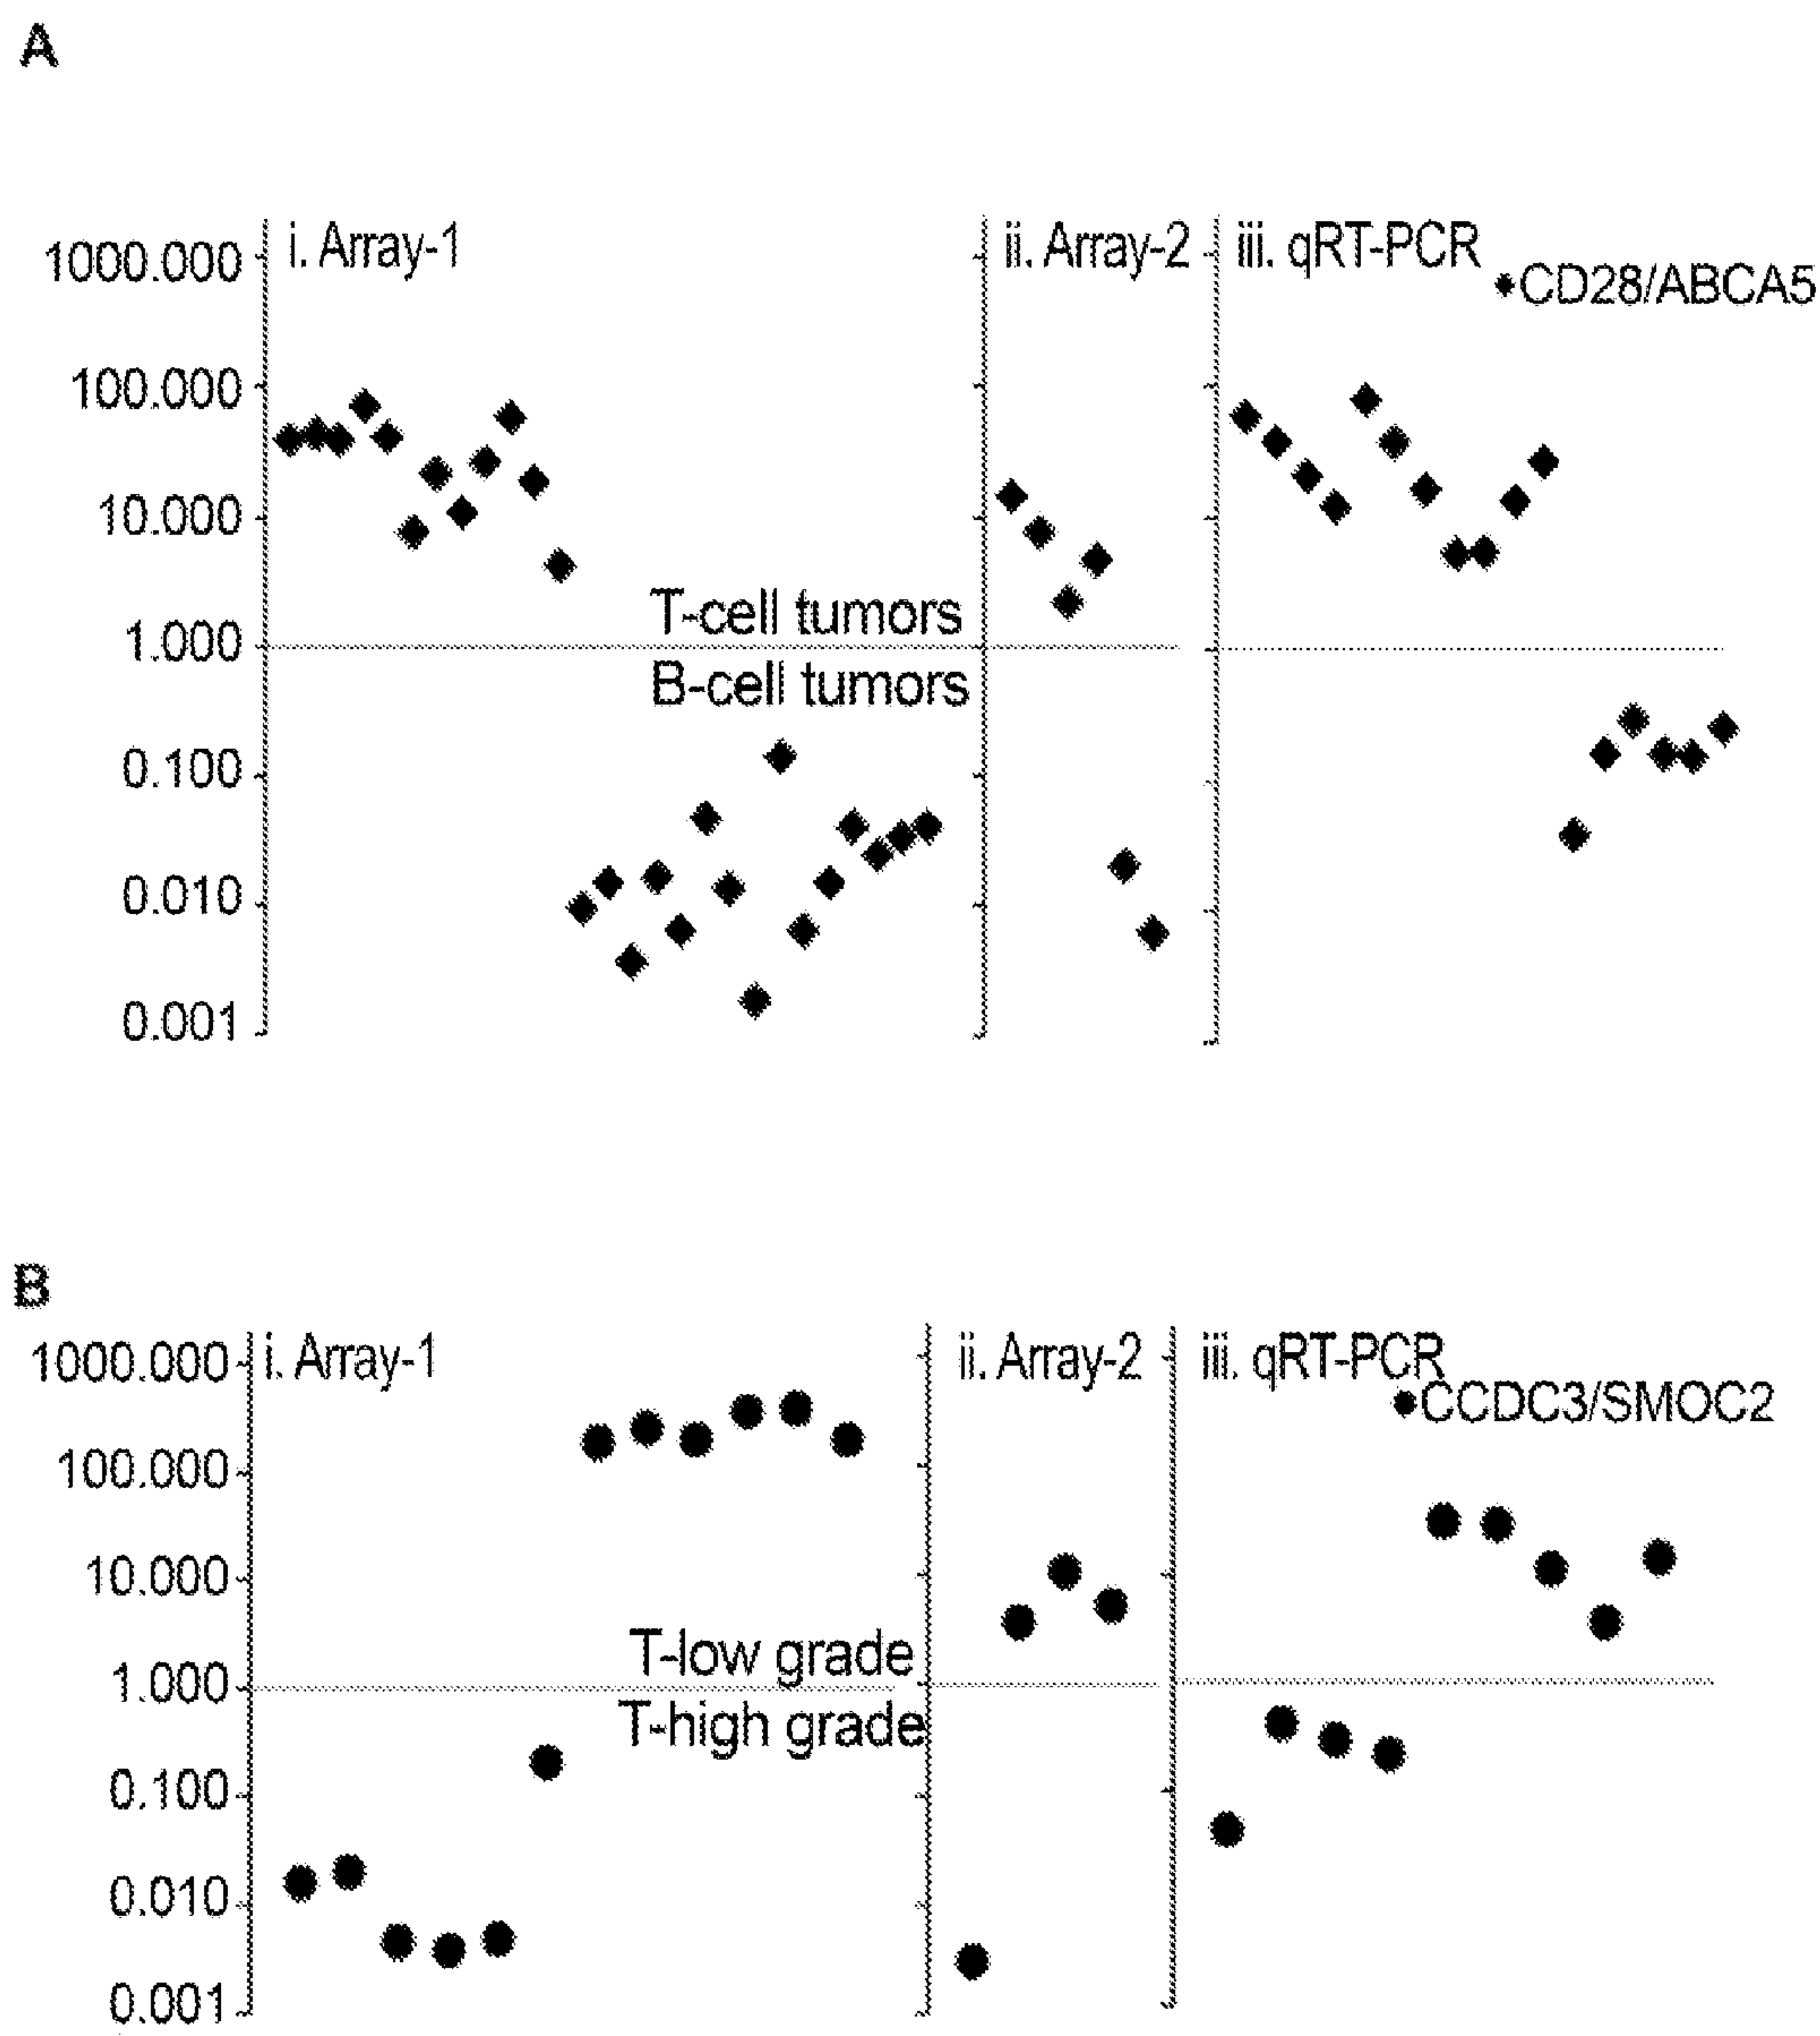 A
i. Array-1
ii. Array-2
iii. qRT-PCR
CD28/ABCA5
1000.000
100.000
10.000
1.000
0.100
0.010
0.001
T-cell tumors
B-cell tumors
B
i. Array-1
ii. Array-2
iii. qRT-PCR
CCDC3/SMOC2
1000.000
100.000
10.000
1.000
0.100
0.010
0.001
T-low grade
T-high grade